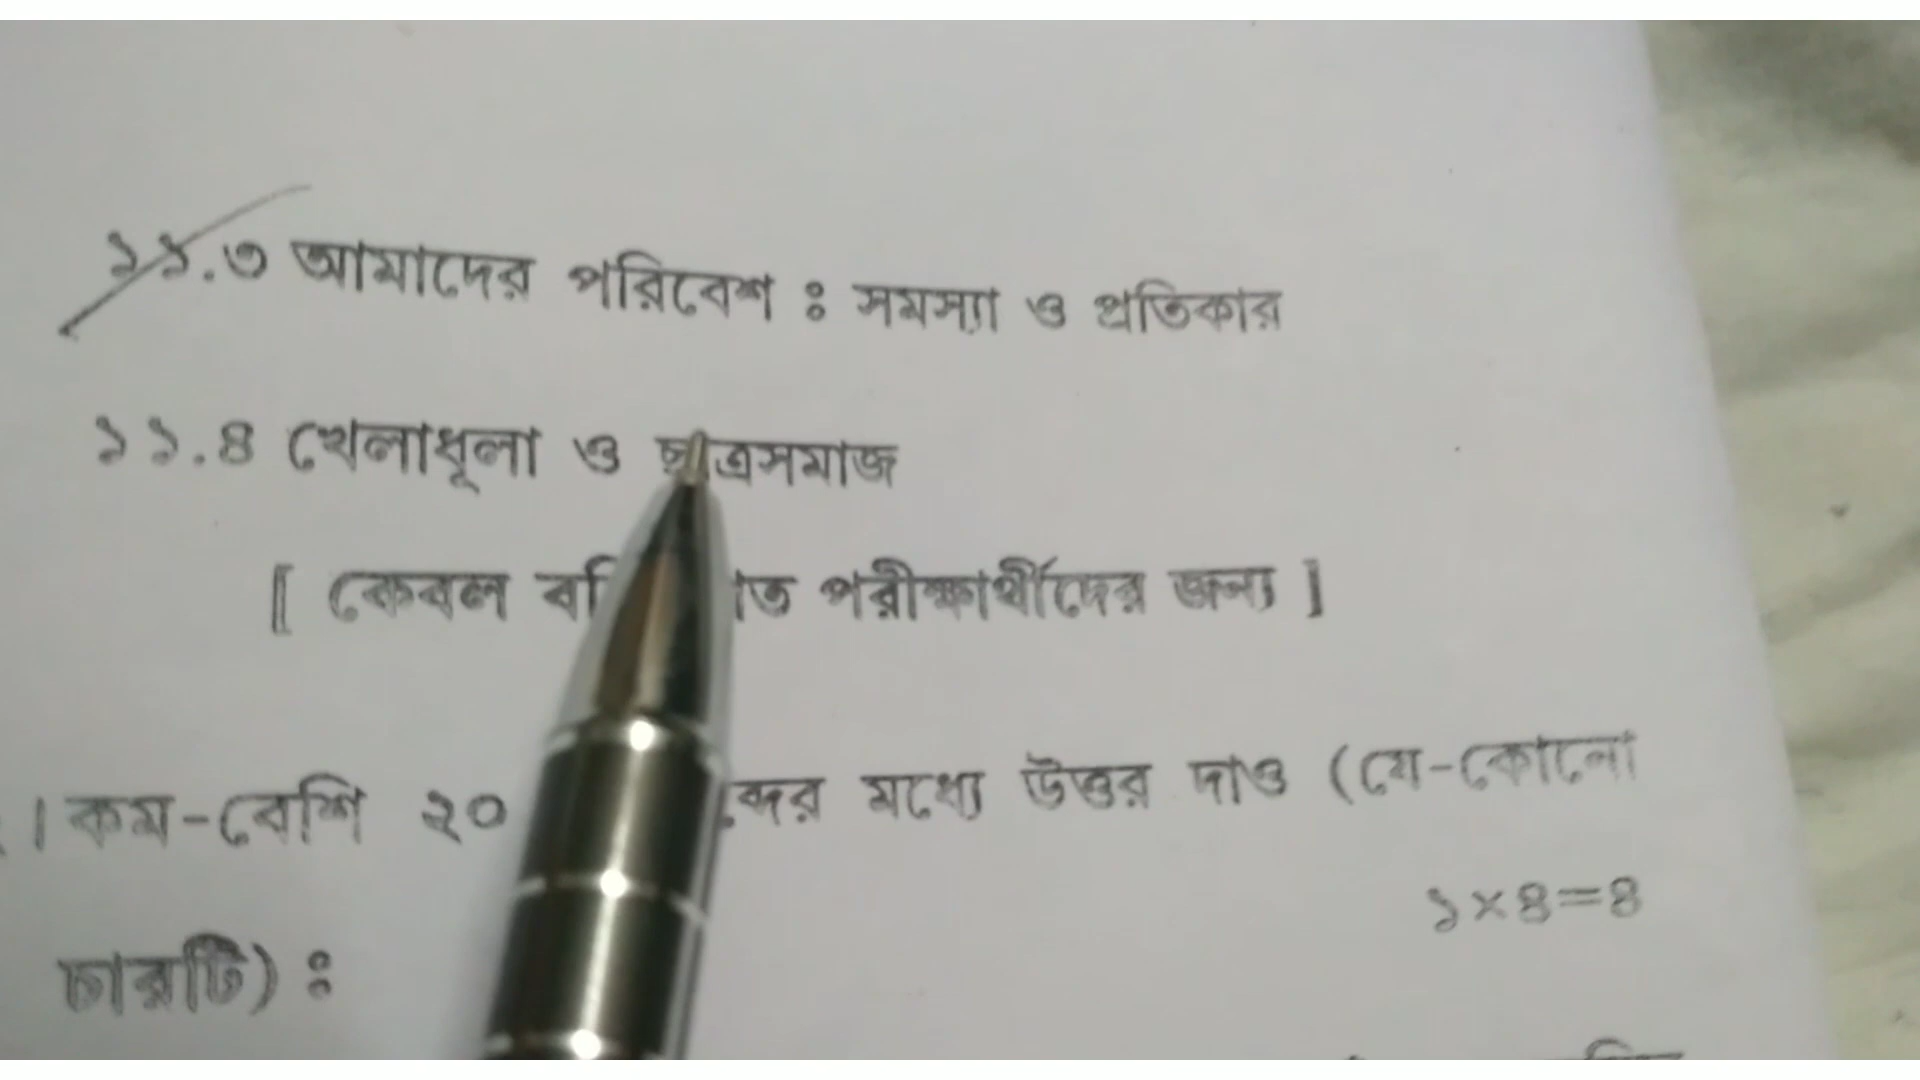 ১১.৩ আমাদের পরিবেশ : সমস্যা ও প্রতিকার
১১.৪ খেলাধূলা ও ছাত্রসমাজ
[ কেবল পরীক্ষার্থীদের জন্য ]
। কম-বেশি ২০ মধ্যে উত্তর দাও (যে-কোনো
১×৪=৪
চারটি) :